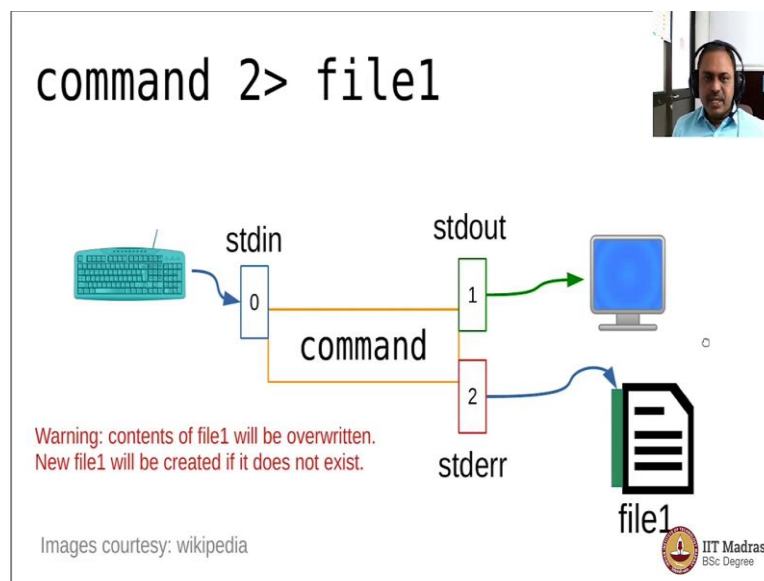 command 2> file1
stdin
stdout
0
1
command
2
Warning: contents of file1 will be overwritten.
New file1 will be created if it does not exist.
stderr
file1
Images courtesy: wikipedia
IIT Madras
BSc Degree